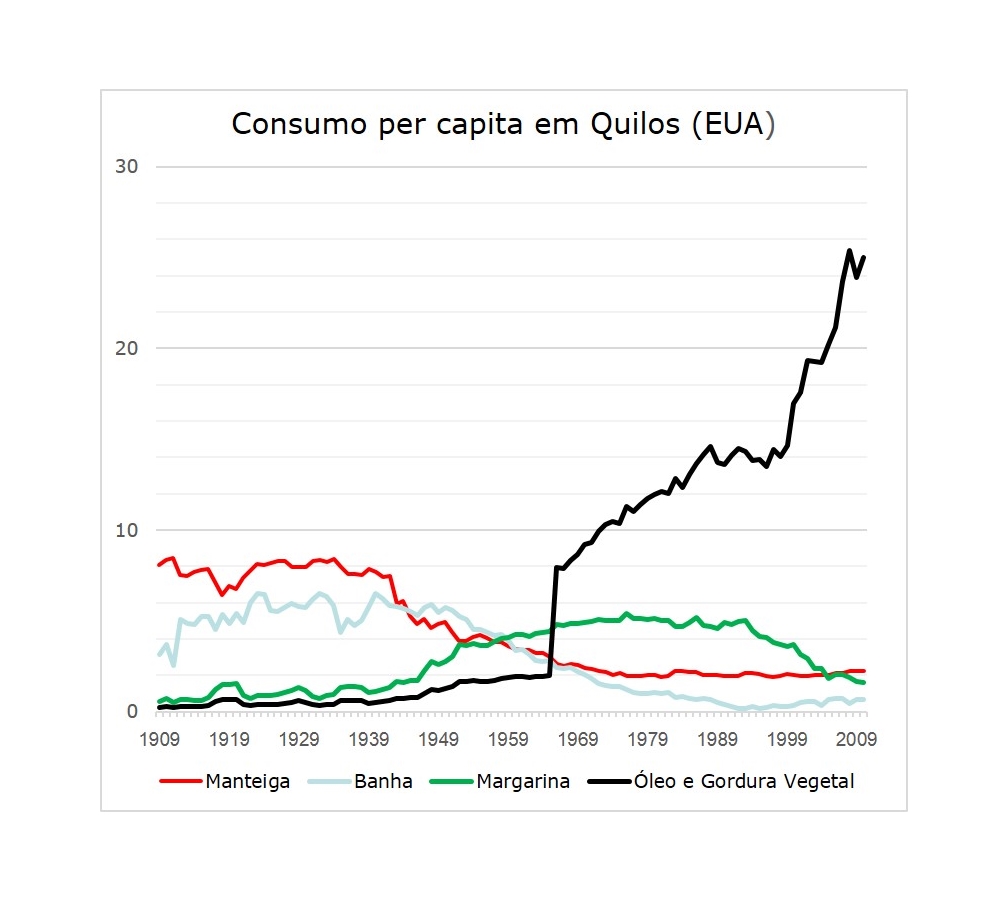 Consumo per capita em Quilos (EUA)
30
20
10
0
1909 1919 1929 1939 1949 1959 1969 1979 1989 1999 2009
Manteiga Banha Margarina Óleo e Gordura Vegetal